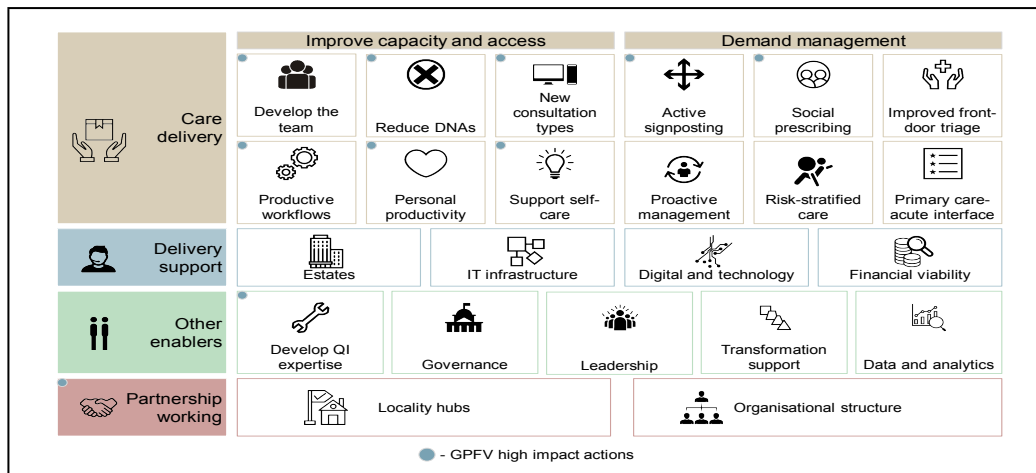 Improve capacity and access
Demand management
Care
delivery
Develop the
team
Reduce DNAs
New
consultation
types
Active
signposting
Social
prescribing
Improved front-
door triage
Productive
workflows
Personal
productivity
Support self-
care
Proactive
management
Risk-stratified
care
Primary care-
acute interface
Delivery
support
Estates
IT infrastructure
Digital and technology
Financial viability
Other
enablers
Develop QI
expertise
Governance
Leadership
Transformation
support
Data and analytics
Partnership
working
Locality hubs
Organisational structure
- GPFV high impact actions